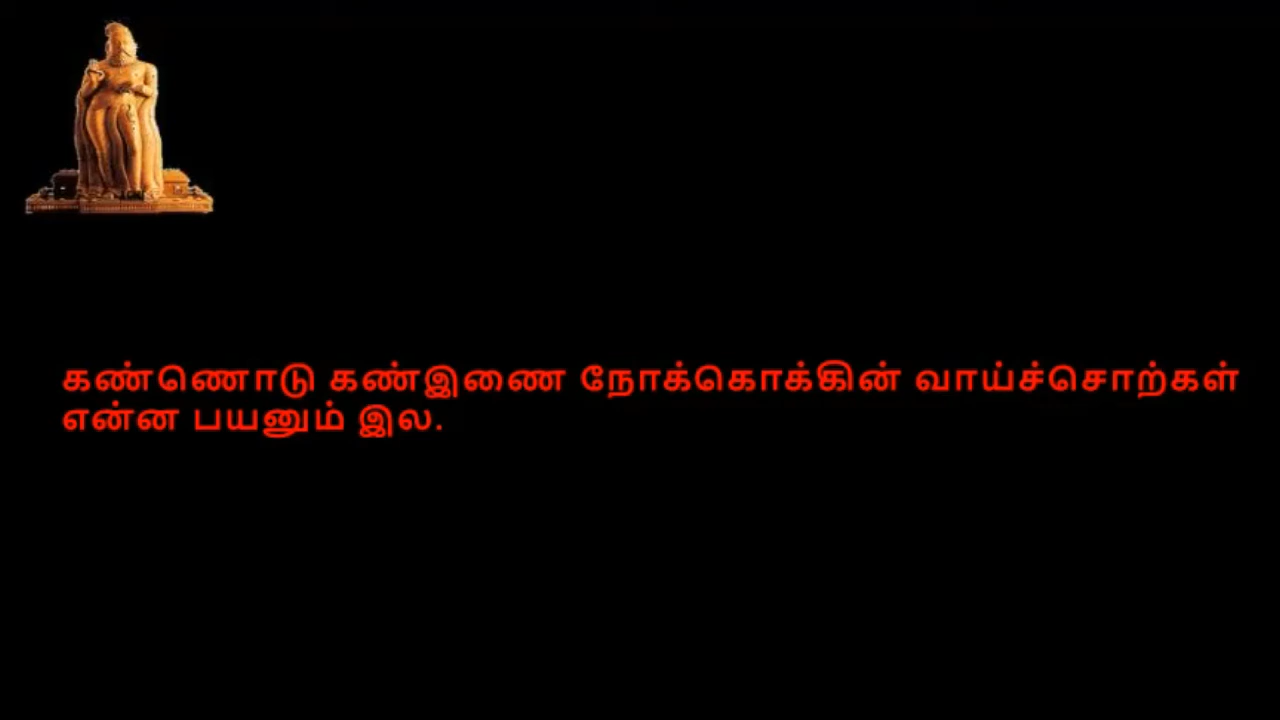 கண்ணொடு கண்இணை நோக்கொக்கின் வாய்ச்சொற்கள்
என்ன பயனும் இல.